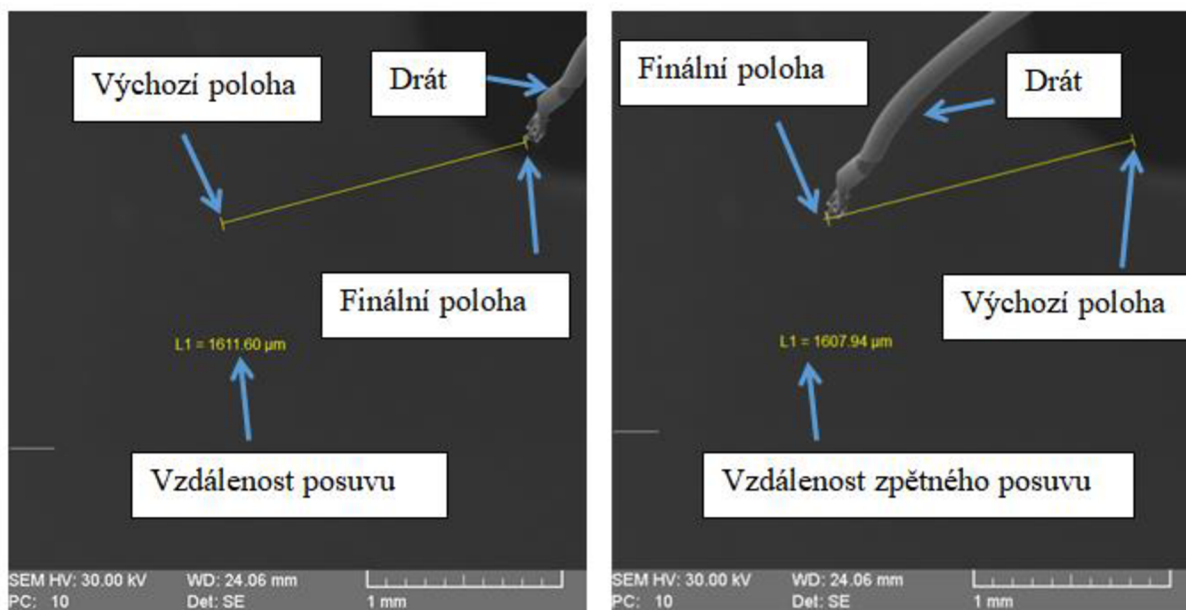 Výchozí poloha
Drát
Finální poloha
L1 = 1611.60 µm
Vzdálenost posuvu
SEM HV: 30.00 kV WD: 24.06 mm
PC: 10 Det: SE 1 mm
Finální poloha
Drát
Výchozí poloha
L1 = 1607.94 µm
Vzdálenost zpětného posuvu
SEM HV: 30.00 kV WD: 24.06 mm
PC: 10 Det: SE 1 mm